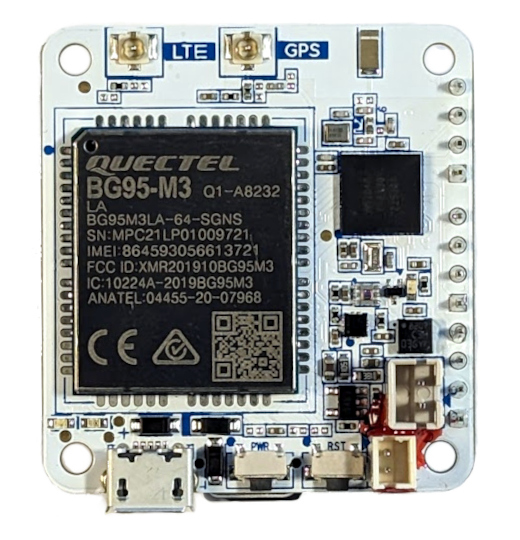 LTE GPS
QUECTEL
BG95-M3 Q1-A8232
LA
BG95M3LA-64-SGNS
SN:MPC21LP01009721
IMEI:864593056613721
FCC ID:XMR201910BG95M3
IC:10224A-2019BG95M3
ANATEL:04455-20-07968
CE
PWR RST